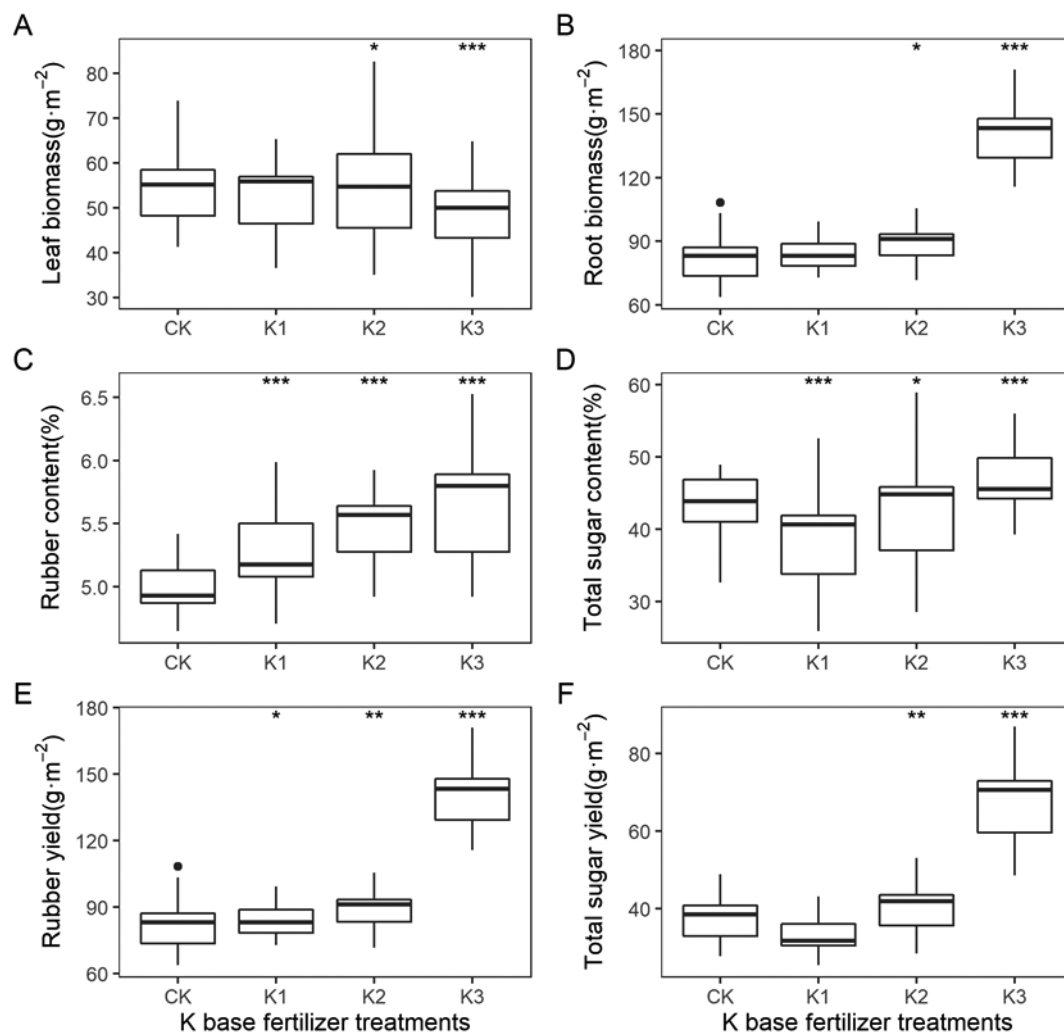 A
Leaf biomass(g·m⁻²)
80
70
60
50
40
30
* ***
CK K1 K2 K3
B
Root biomass(g·m⁻²)
180
150
120
90
60
* ***
CK K1 K2 K3
C
Rubber content(%)
6.5
6.0
5.5
5.0
*** *** ***
CK K1 K2 K3
D
Total sugar content(%)
60
50
40
30
*** * ***
CK K1 K2 K3
E
Rubber yield(g·m⁻²)
180
150
120
90
60
* ** ***
CK K1 K2 K3
K base fertilizer treatments
F
Total sugar yield(g·m⁻²)
80
60
40
** ***
CK K1 K2 K3
K base fertilizer treatments